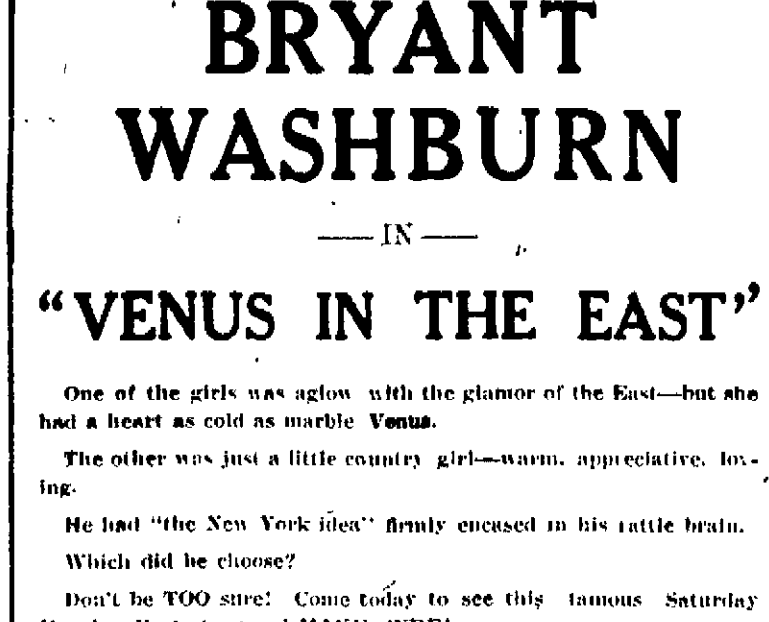 BRYANT
WASHBURN
— IN —
"VENUS IN THE EAST"
One of the girls was aglow with the glamor of the East—but she
had a heart as cold as marble Venus.
The other was just a little country girl—warm, appreciative, lov-
ing.
He had "the New York idea" firmly encased in his rattle brain.
Which did he choose?
Don't be TOO sure! Come today to see this famous Saturday